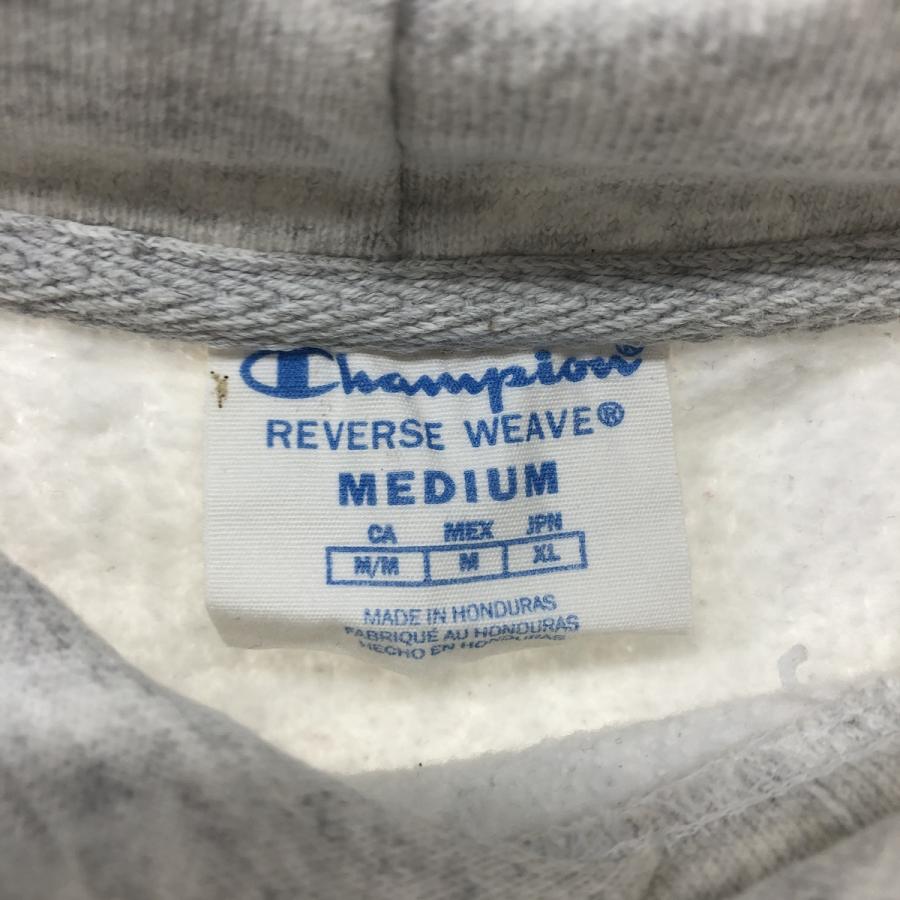 Champion®
REVERSE WEAVE®
MEDIUM
CA MEX JPN
M/M M XL
MADE IN HONDURAS
FABRIQUÉ AU HONDURAS
HECHO EN HONDURAS